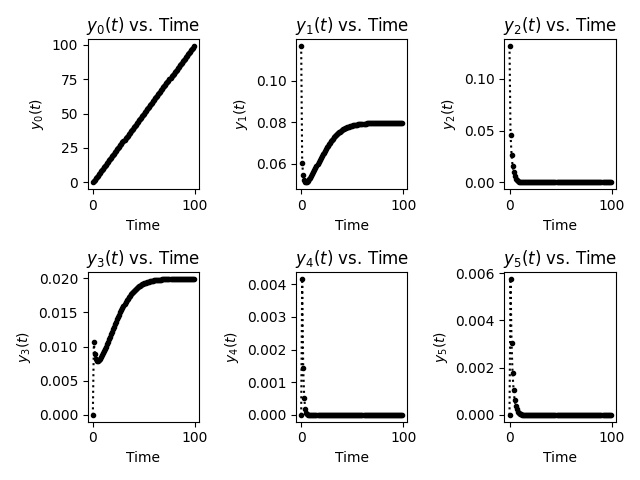 y₀(t) vs. Time
100
75
50
25
0
y₀(t)
0 100
Time
y₁(t) vs. Time
0.10
0.08
0.06
y₁(t)
0 100
Time
y₂(t) vs. Time
0.10
0.05
0.00
y₂(t)
0 100
Time
y₃(t) vs. Time
0.020
0.015
0.010
0.005
0.000
y₃(t)
0 100
Time
y₄(t) vs. Time
0.004
0.003
0.002
0.001
0.000
y₄(t)
0 100
Time
y₅(t) vs. Time
0.006
0.004
0.002
0.000
y₅(t)
0 100
Time